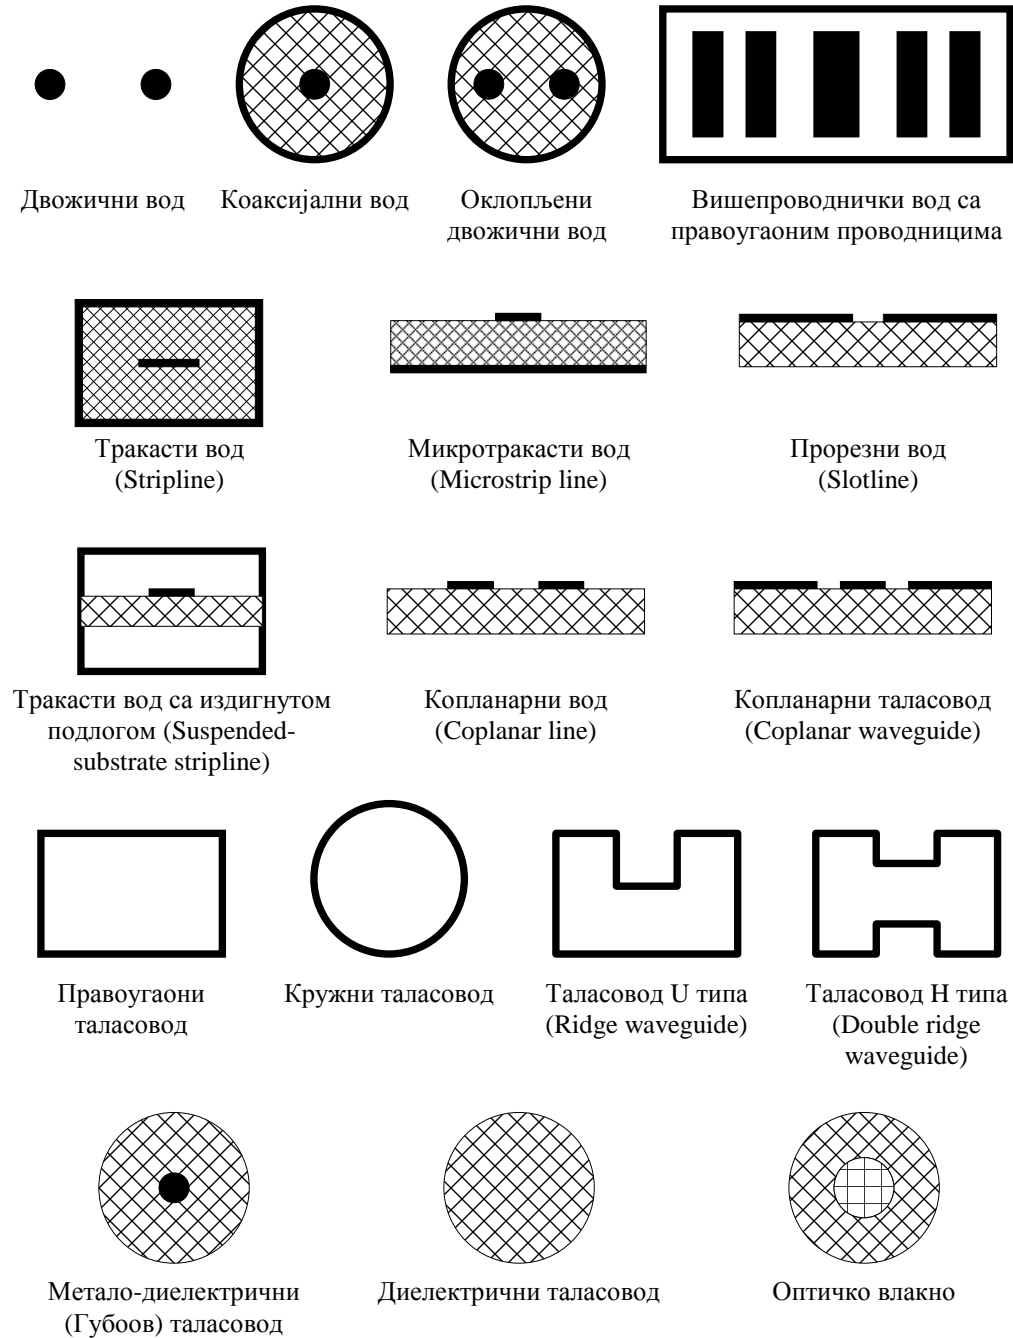 Двожични вод
Коаксијални вод
Оклопљени
двожични вод
Вишепроводнички вод са
правоугаоним проводницима
Тракасти вод
(Stripline)
Микротракасти вод
(Microstrip line)
Прорезни вод
(Slotline)
Тракасти вод са издигнутом
подлогом (Suspended-
substrate stripline)
Копланарни вод
(Coplanar line)
Копланарни таласовод
(Coplanar waveguide)
Правоугаони
таласовод
Кружни таласовод
Таласовод U типа
(Ridge waveguide)
Таласовод H типа
(Double ridge
waveguide)
Метало-диелектрични
(Губоов) таласовод
Диелектрични таласовод
Оптичко влакно